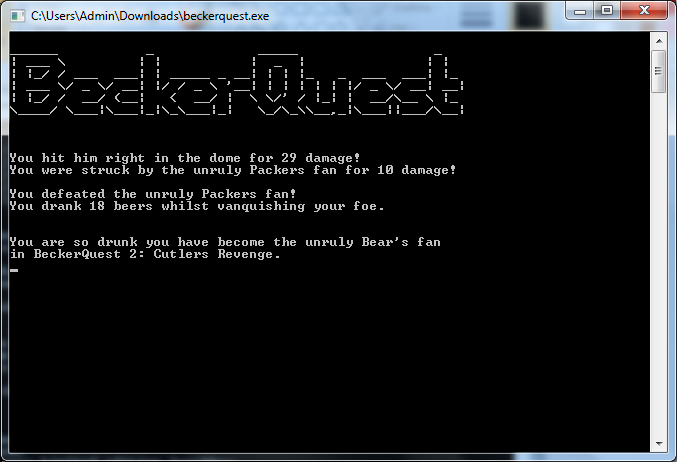 C:\Users\Admin\Downloads\beckerquest.exe
BeckerQuest
You hit him right in the dome for 29 damage!
You were struck by the unruly Packers fan for 10 damage!
You defeated the unruly Packers fan!
You drank 18 beers whilst vanquishing your foe.
You are so drunk you have become the unruly Bear's fan
in BeckerQuest 2: Cutlers Revenge.